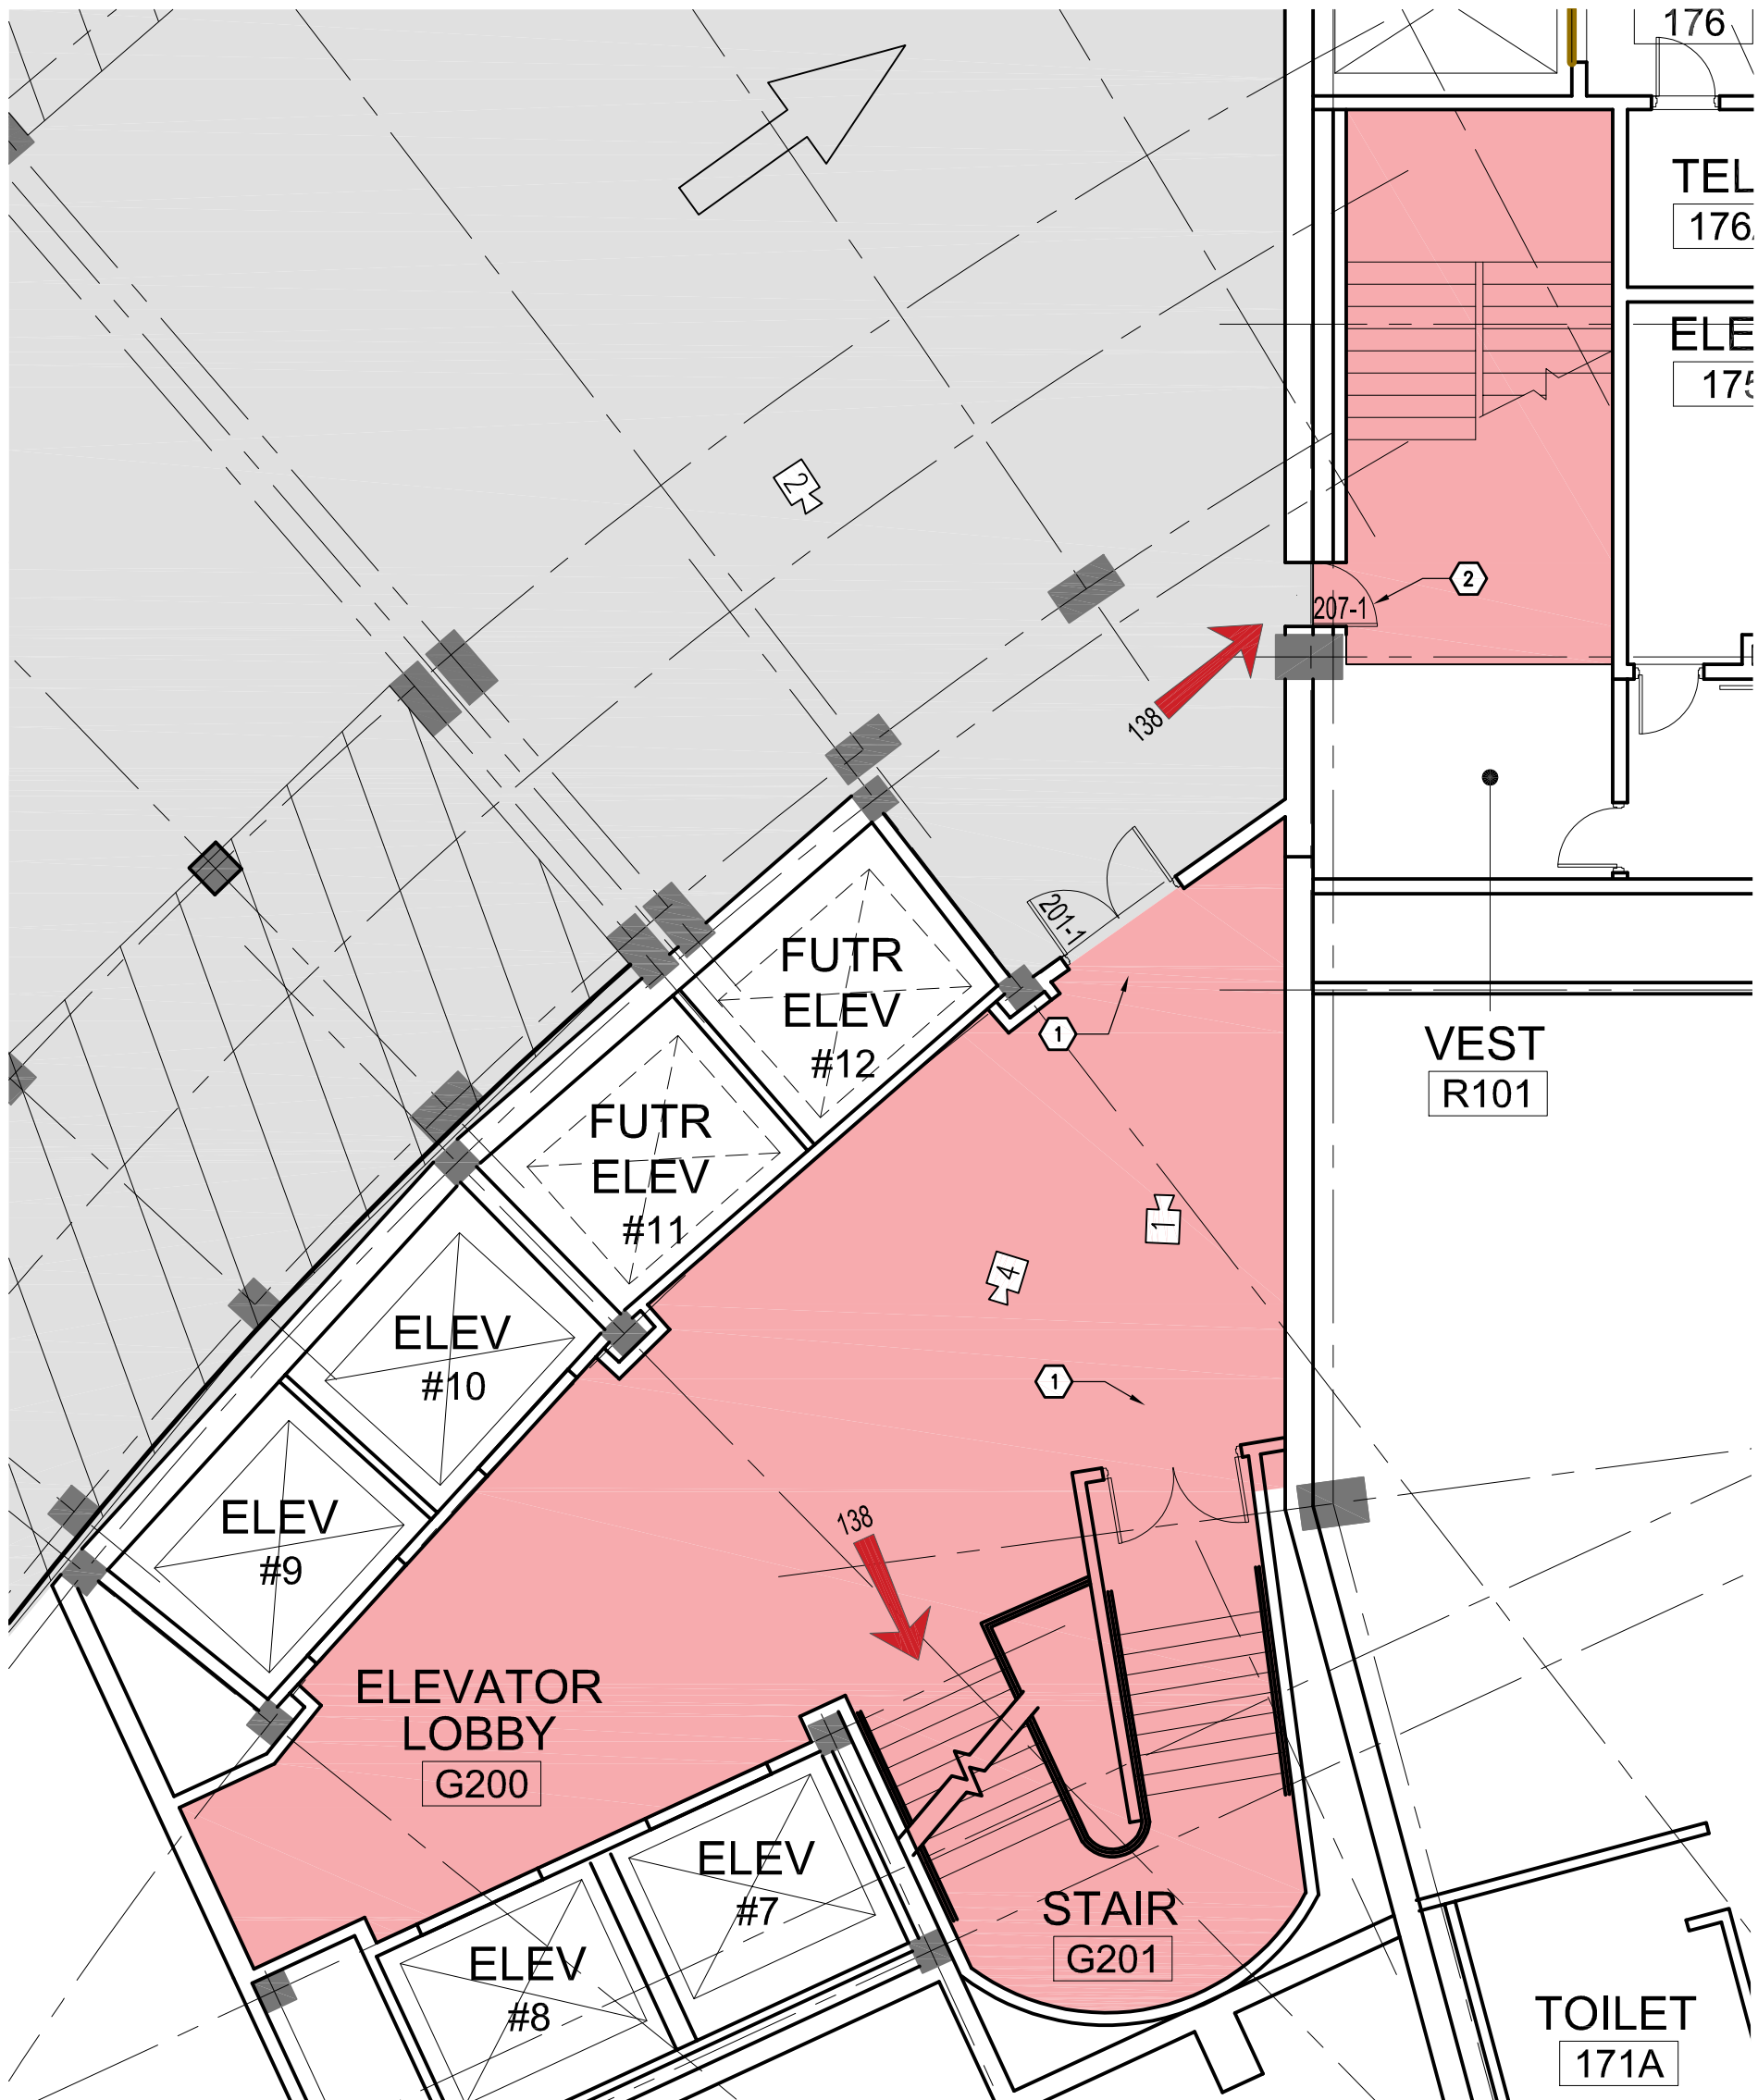 176
TEL
176
ELE
175
2
2
207-1
138
201-1
FUTR
ELEV
#12
1
VEST
R101
FUTR
ELEV
#11
1
4
ELEV
#10
1
ELEV
#9
138
ELEVATOR
LOBBY
G200
ELEV
#7
STAIR
G201
ELEV
#8
TOILET
171A